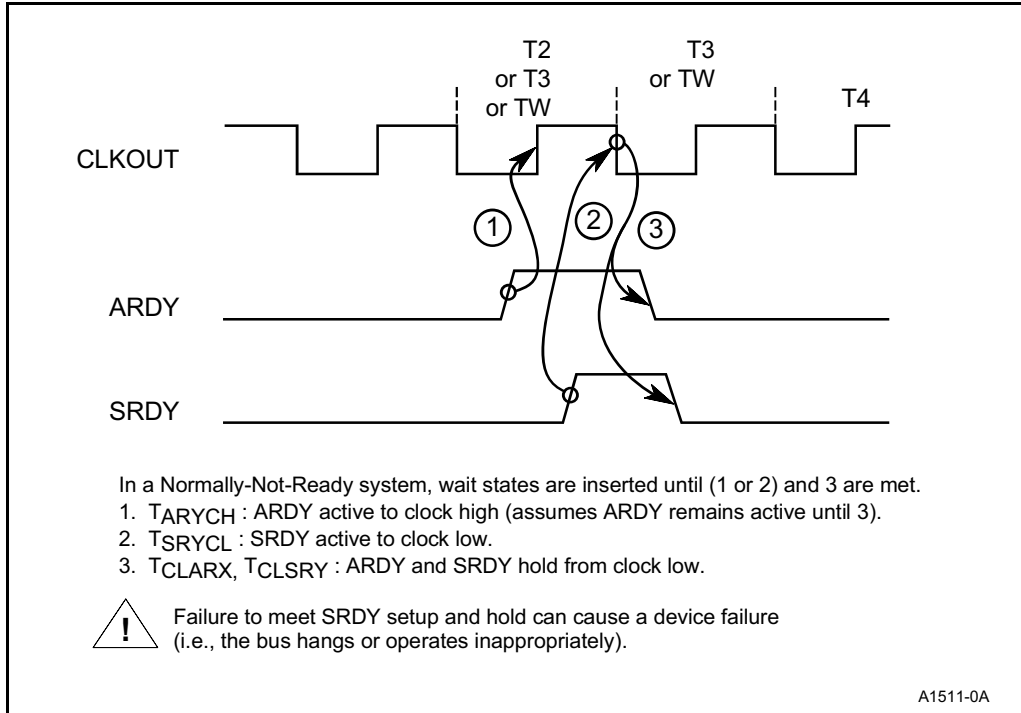 T2
or T3
or TW
T3
or TW
T4
CLKOUT
1
2
3
ARDY
SRDY
In a Normally-Not-Ready system, wait states are inserted until (1 or 2) and 3 are met.
1. TARYCH : ARDY active to clock high (assumes ARDY remains active until 3).
2. TSRYCL : SRDY active to clock low.
3. TCLARX, TCLSRY : ARDY and SRDY hold from clock low.
! Failure to meet SRDY setup and hold can cause a device failure
(i.e., the bus hangs or operates inappropriately).
A1511-0A